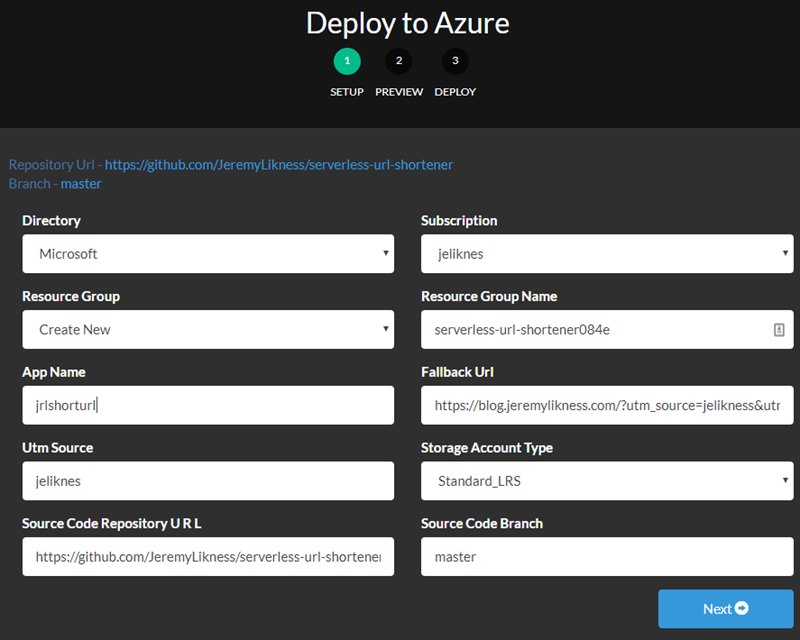 Deploy to Azure
1 2 3
SETUP PREVIEW DEPLOY
Repository Url - https://github.com/JeremyLikness/serverless-url-shortener
Branch - master
Directory Subscription
Microsoft jeliknes
Resource Group Resource Group Name
Create New serverless-url-shortener084e
App Name Fallback Url
jrlshorturl https://blog.jeremylikness.com/?utm_source=jelikness&utm
Utm Source Storage Account Type
jeliknes Standard_LRS
Source Code Repository U R L Source Code Branch
https://github.com/JeremyLikness/serverless-url-shortener master
Next